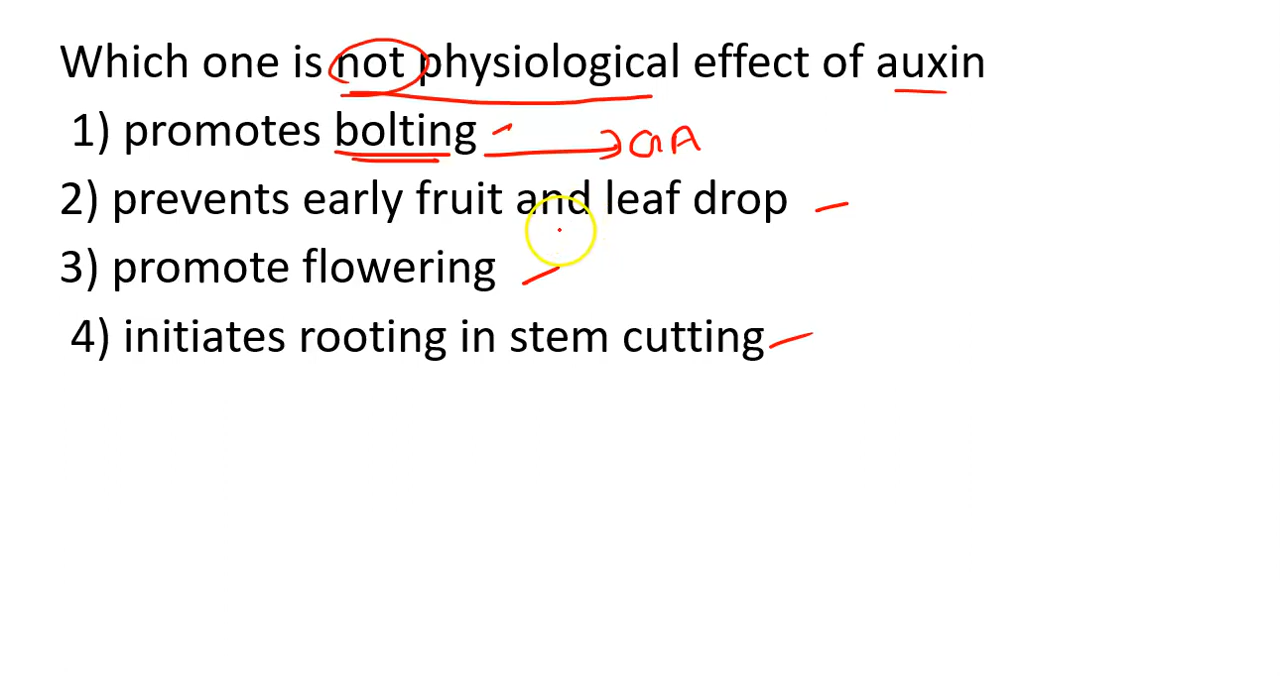 Which one is not physiological effect of auxin
1) promotes bolting → GA
2) prevents early fruit and leaf drop
3) promote flowering
4) initiates rooting in stem cutting